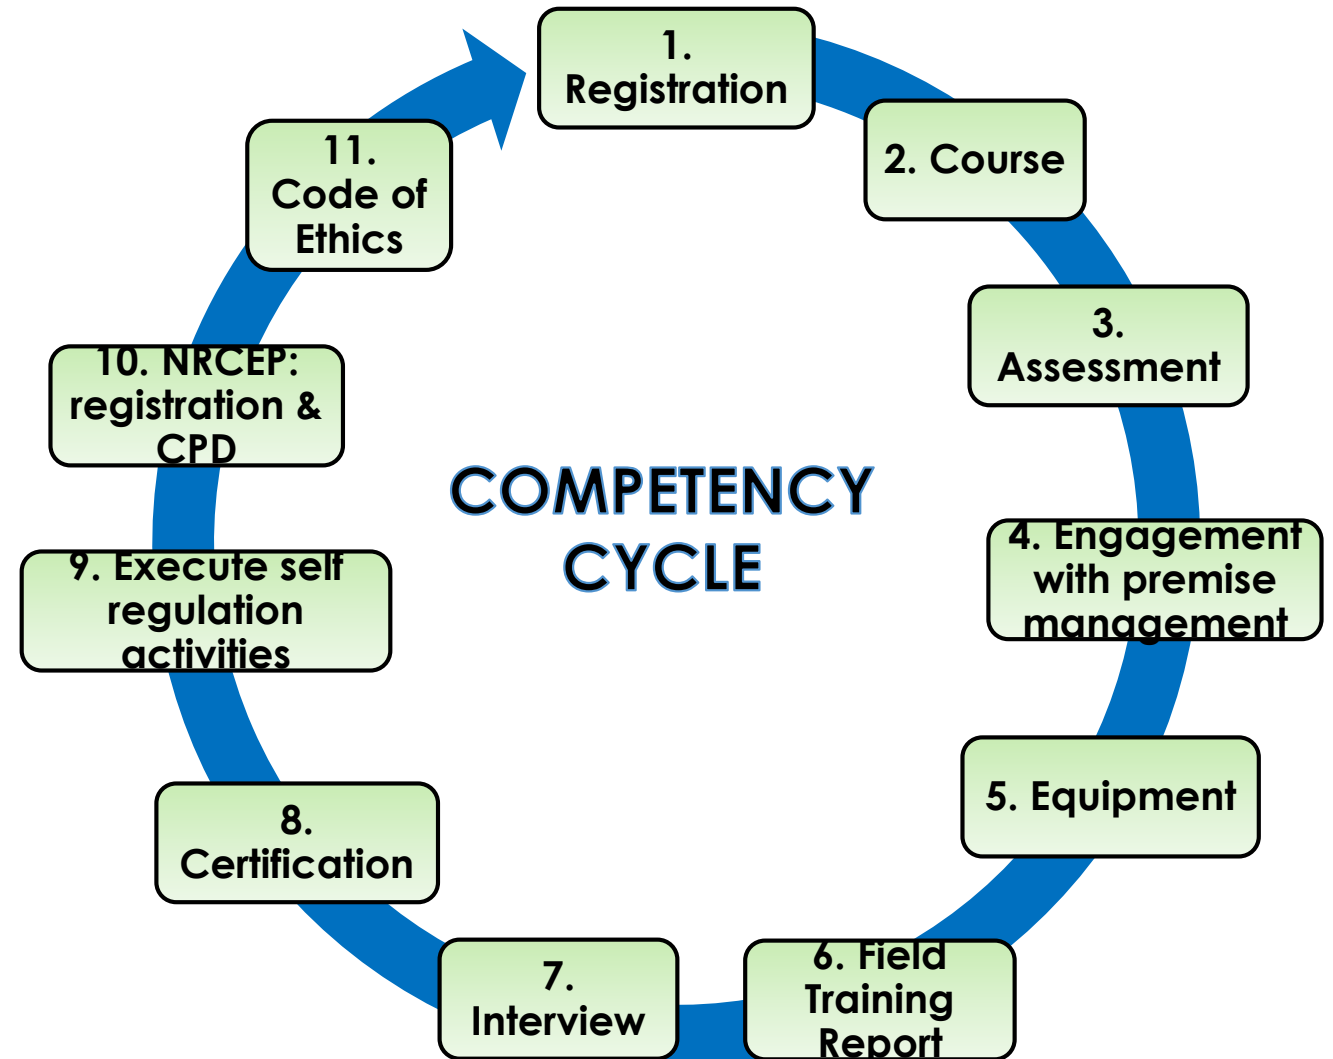 1.
Registration
2. Course
3.
Assessment
4. Engagement
with premise
management
5. Equipment
6. Field
Training
Report
7.
Interview
8.
Certification
9. Execute self
regulation
activities
10. NRCEP:
registration &
CPD
11.
Code of
Ethics
COMPETENCY
CYCLE